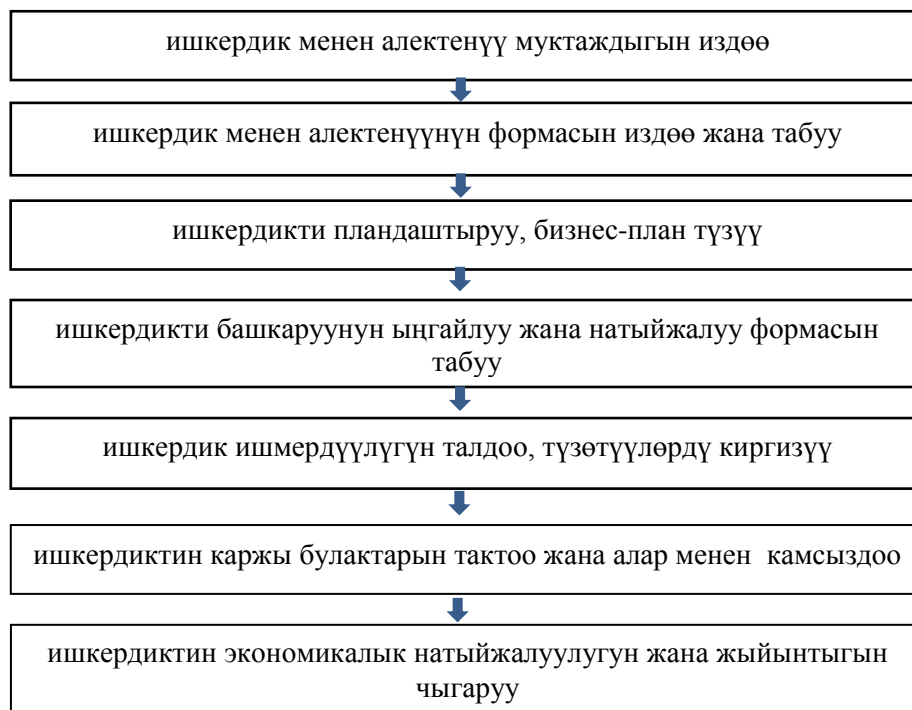 ишкердик менен алектенүү муктаждыгын издөө
ишкердик менен алектенүүнүн формасын издөө жана табуу
ишкердикти пландаштыруу, бизнес-план түзүү
ишкердикти башкаруунун ыңгайлуу жана натыйжалуу формасын
табуу
ишкердик ишмердүүлүгүн талдоо, түзөтүүлөрдү киргизүү
ишкердиктин каржы булактарын тактоо жана алар менен камсыздоо
ишкердиктин экономикалык натыйжалуулугун жана жыйынтыгын
чыгаруу